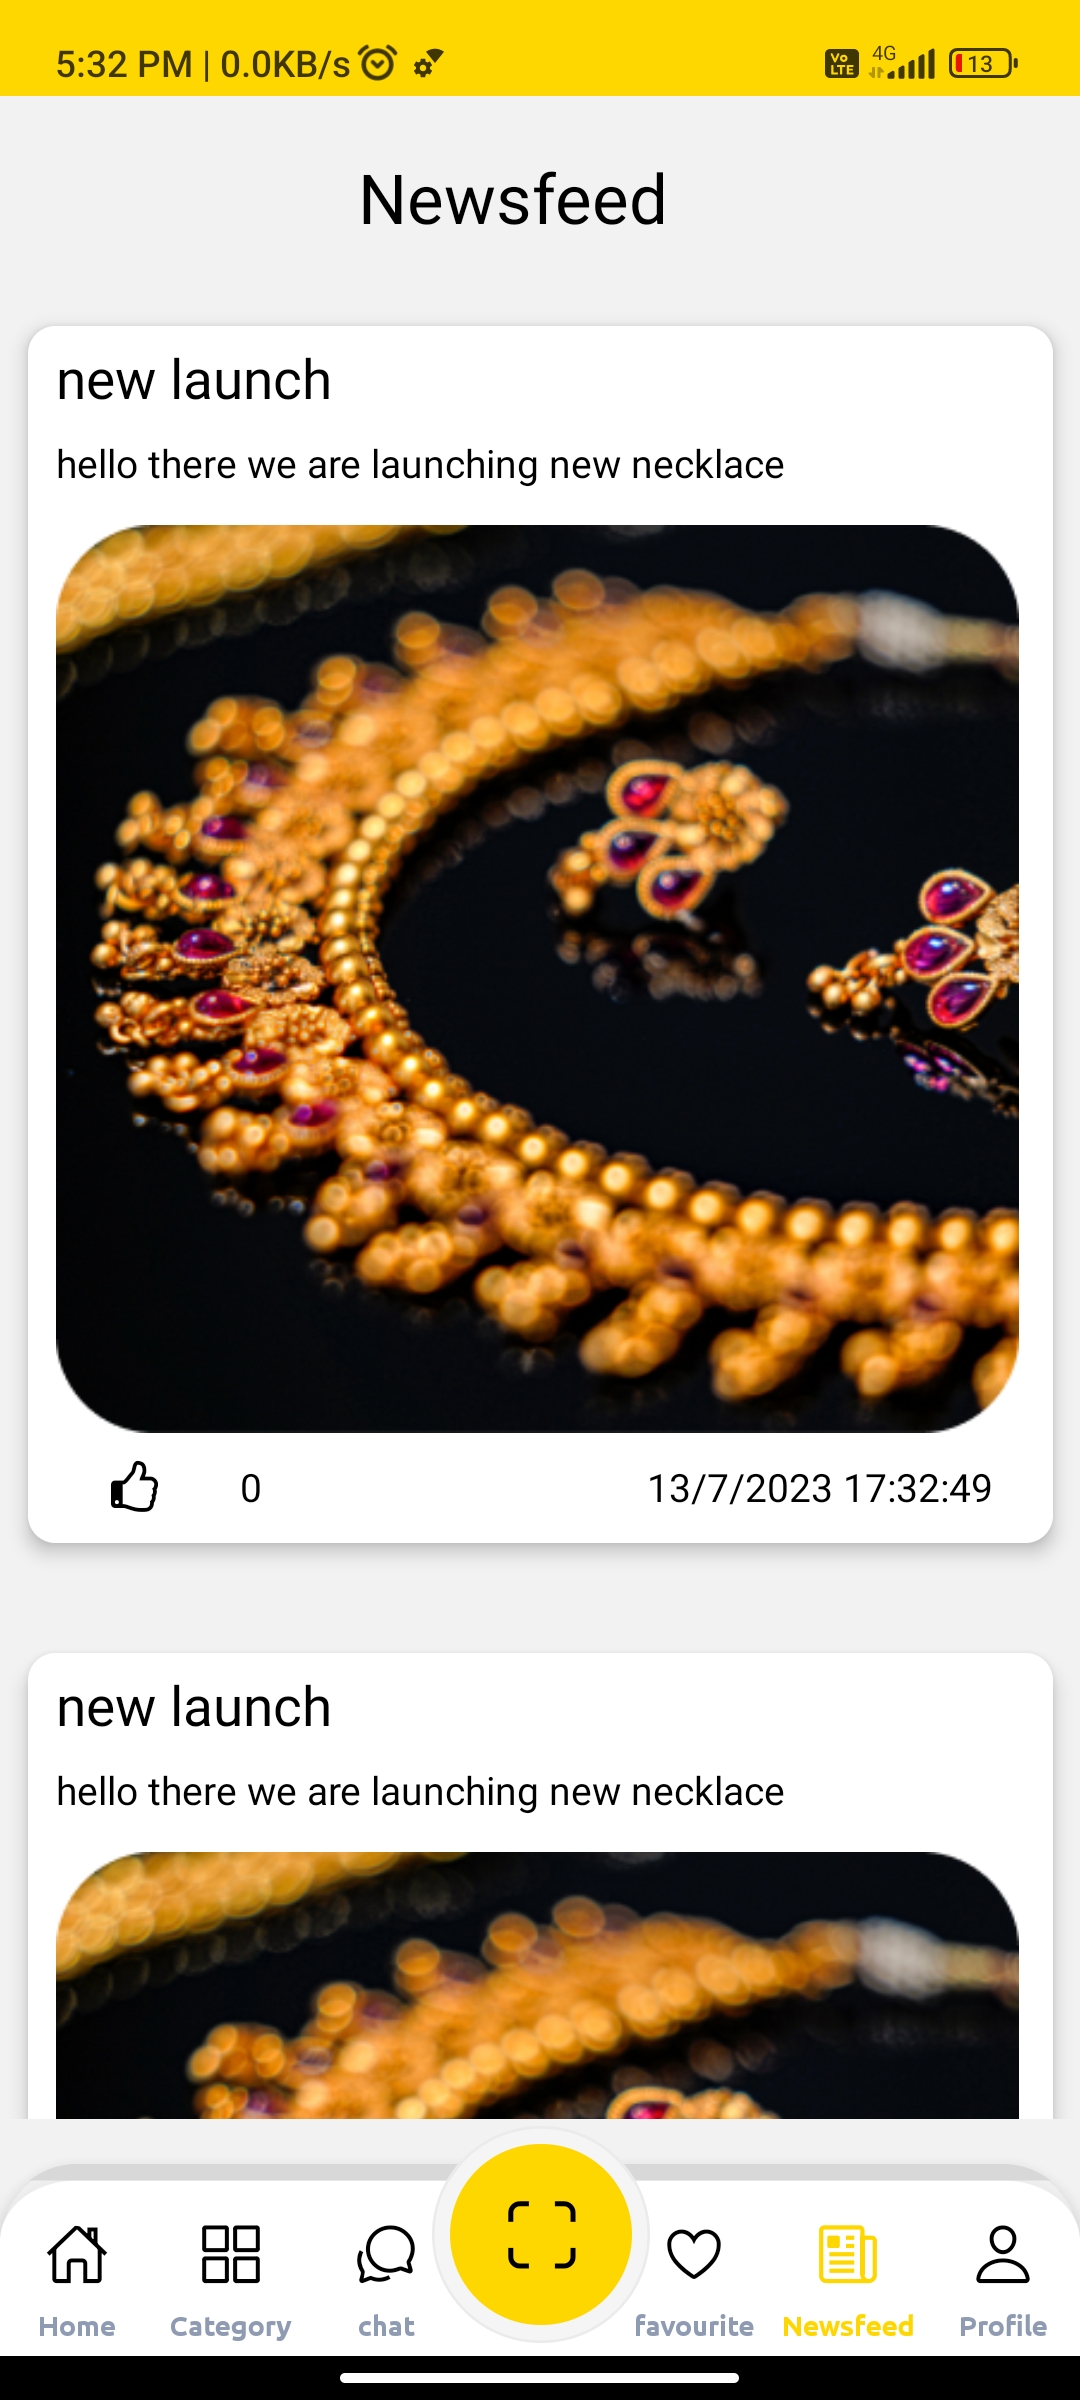 5:32 PM | 0.0KB/s
Vo LTE 4G 13
Newsfeed
new launch
hello there we are launching new necklace
0 13/7/2023 17:32:49
new launch
hello there we are launching new necklace
Home Category chat favourite Newsfeed Profile